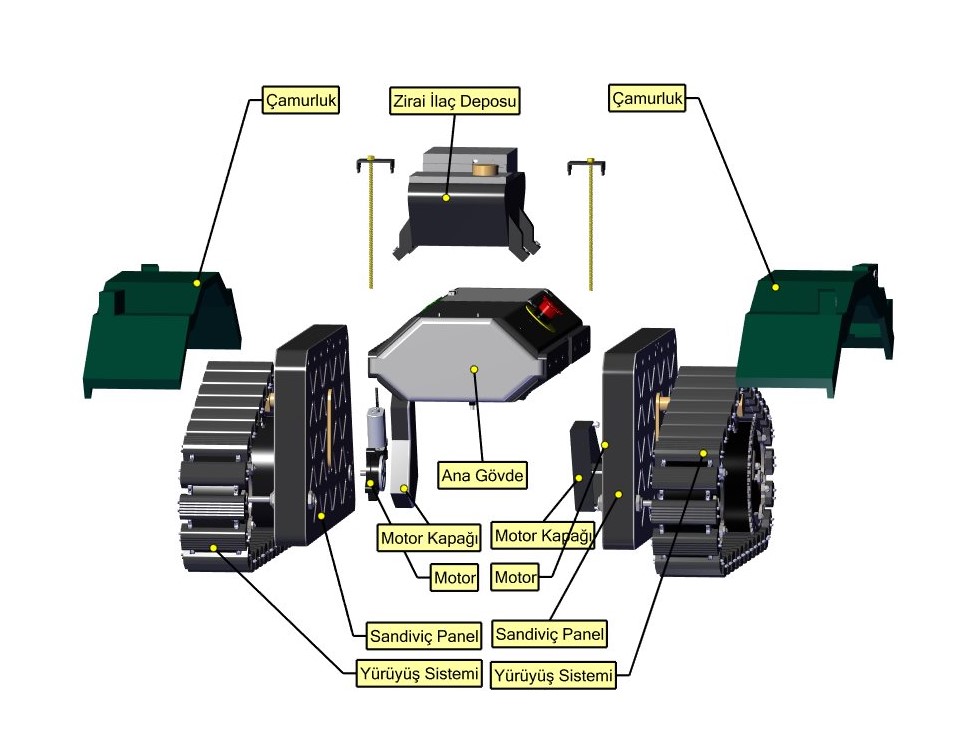 Çamurluk
Zirai İlaç Deposu
Çamurluk
Ana Gövde
Motor Kapağı
Motor Kapağı
Motor
Motor
Sandiviç Panel
Sandiviç Panel
Yürüyüş Sistemi
Yürüyüş Sistemi